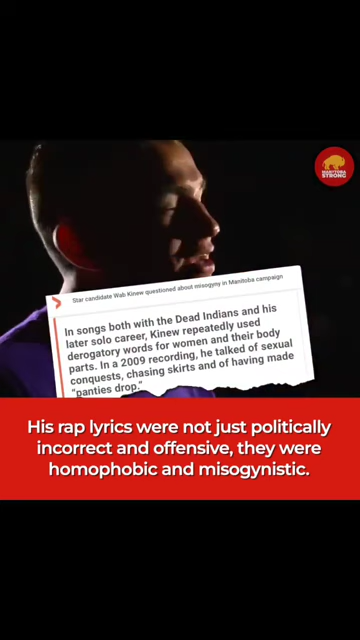 MANITOBA
STRONG
Star candidate Wab Kinew questioned about misogyny in Manitoba campaign
In songs both with the Dead Indians and his
later solo career, Kinew repeatedly used
derogatory words for women and their body
parts. In a 2009 recording, he talked of sexual
conquests, chasing skirts and of having made
"panties drop."
His rap lyrics were not just politically
incorrect and offensive, they were
homophobic and misogynistic.